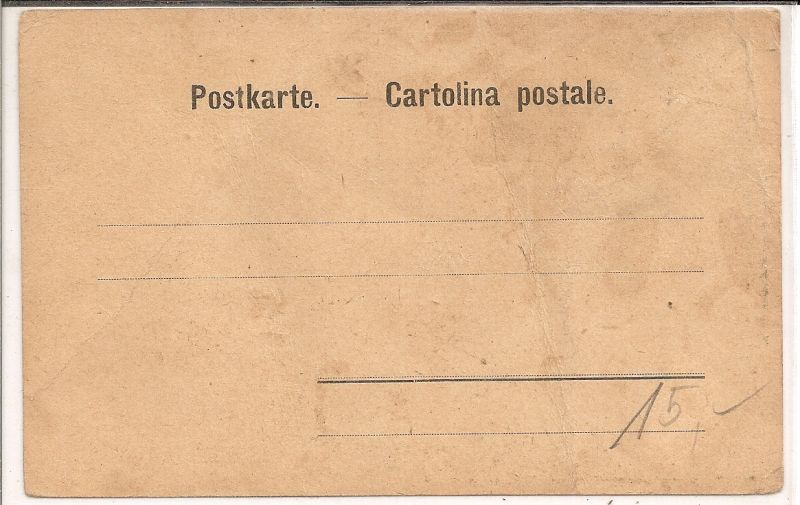 Postkarte. — Cartolina postale.
15,-